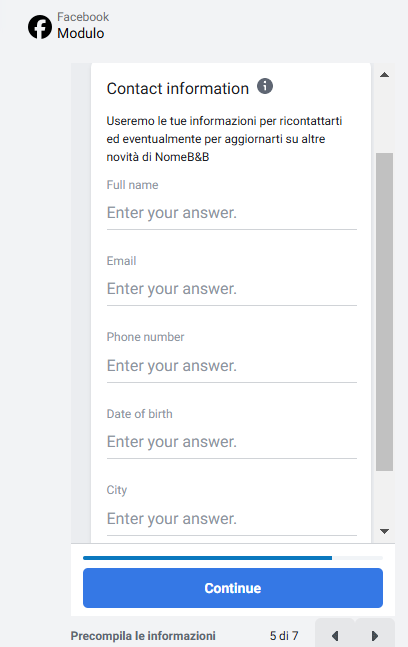 Facebook
Modulo
Contact information
Useremo le tue informazioni per ricontattarti
ed eventualmente per aggiornarti su altre
novità di NomeB&B
Full name
Enter your answer.
Email
Enter your answer.
Phone number
Enter your answer.
Date of birth
Enter your answer.
City
Enter your answer.
Continue
Precompila le informazioni 5 di 7